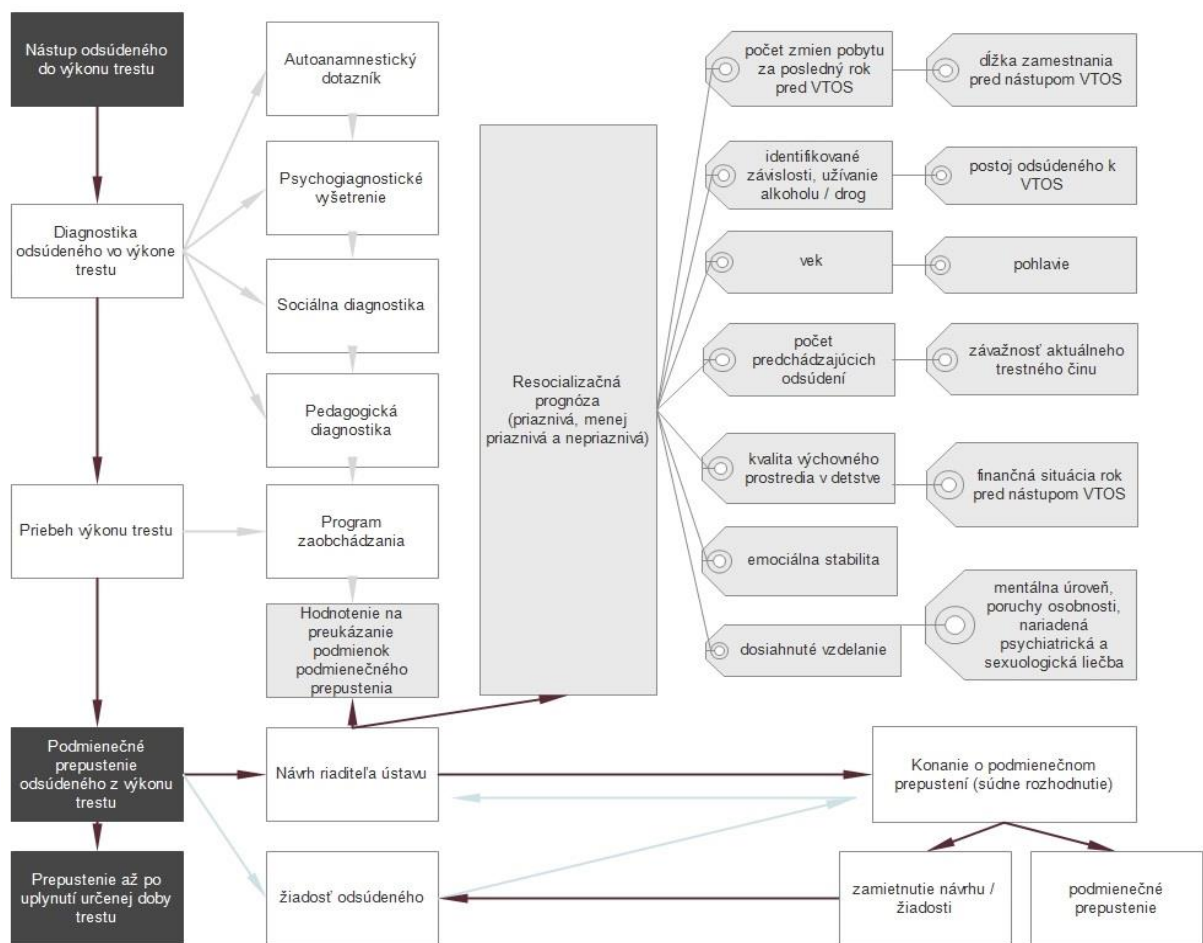 Nástup odsúdeného
do výkonu trestu
Diagnostika
odsúdeného vo výkone
trestu
Priebeh výkonu trestu
Podmienečné
prepustenie
odsúdeného z výkonu
trestu
Prepustenie až po
uplynutí určenej doby
trestu
Autoanamnestický
dotazník
Psychogiagnostické
vyšetrenie
Sociálna diagnostika
Pedagogická
diagnostika
Program
zaobchádzania
Hodnotenie na
preukázanie
podmienok
podmienečného
prepustenia
Návrh riaditeľa ústavu
žiadosť odsúdeného
Resocializačná
prognóza
(priaznivá, menej
priaznivá a nepriaznivá)
počet zmien pobytu
za posledný rok
pred VTOS
dĺžka zamestnania
pred nástupom VTOS
identifikované
závislosti, užívanie
alkoholu / drog
postoj odsúdeného k
VTOS
vek
pohlavie
počet
predchádzajúcich
odsúdení
závažnosť aktuálneho
trestného činu
kvalita výchovného
prostredia v detstve
finančná situácia rok
pred nástupom VTOS
emociálna stabilita
dosiahnuté vzdelanie
mentálna úroveň,
poruchy osobnosti,
nariadená
psychiatrická a
sexuologická liečba
Konanie o podmienečnom
prepustení (súdne rozhodnutie)
zamietnutie návrhu /
žiadosti
podmienečné
prepustenie